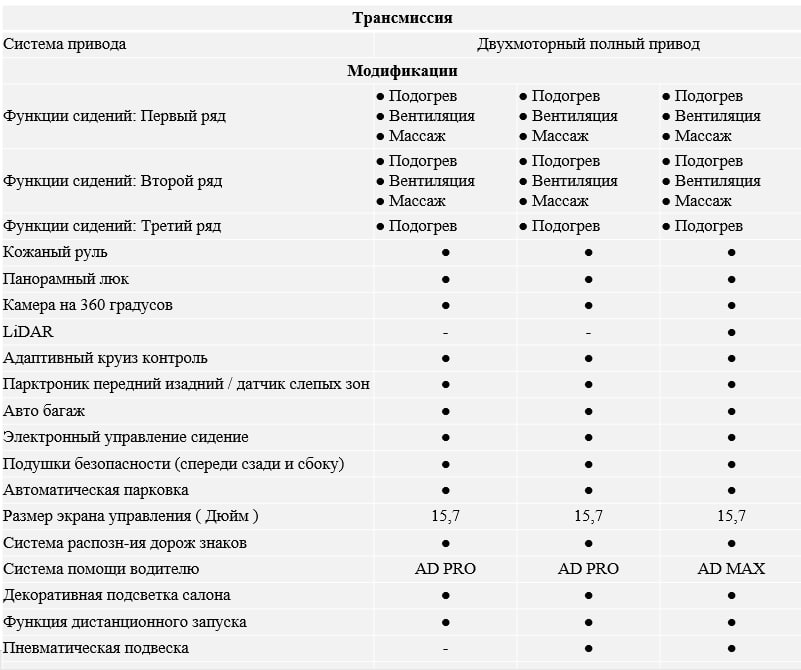 Трансмиссия
Система привода Двухмоторный полный привод
Модификации
● Подогрев ● Подогрев ● Подогрев
Функции сидений: Первый ряд ● Вентиляция ● Вентиляция ● Вентиляция
● Массаж ● Массаж ● Массаж
● Подогрев ● Подогрев ● Подогрев
Функции сидений: Второй ряд ● Вентиляция ● Вентиляция ● Вентиляция
● Массаж ● Массаж ● Массаж
Функции сидений: Третий ряд ● Подогрев ● Подогрев ● Подогрев
Кожаный руль ● ● ●
Панорамный люк ● ● ●
Камера на 360 градусов ● ● ●
LiDAR - - ●
Адаптивный круиз контроль ● ● ●
Парктроник передний изадний / датчик слепых зон ● ● ●
Авто багаж ● ● ●
Электронный управление сидение ● ● ●
Подушки безопасности (спереди сзади и сбоку) ● ● ●
Автоматическая парковка ● ● ●
Размер экрана управления ( Дюйм ) 15,7 15,7 15,7
Система распозн-ия дорож знаков ● ● ●
Система помощи водителю AD PRO AD PRO AD MAX
Декоративная подсветка салона ● ● ●
Функция дистанционного запуска ● ● ●
Пневматическая подвеска - ● ●